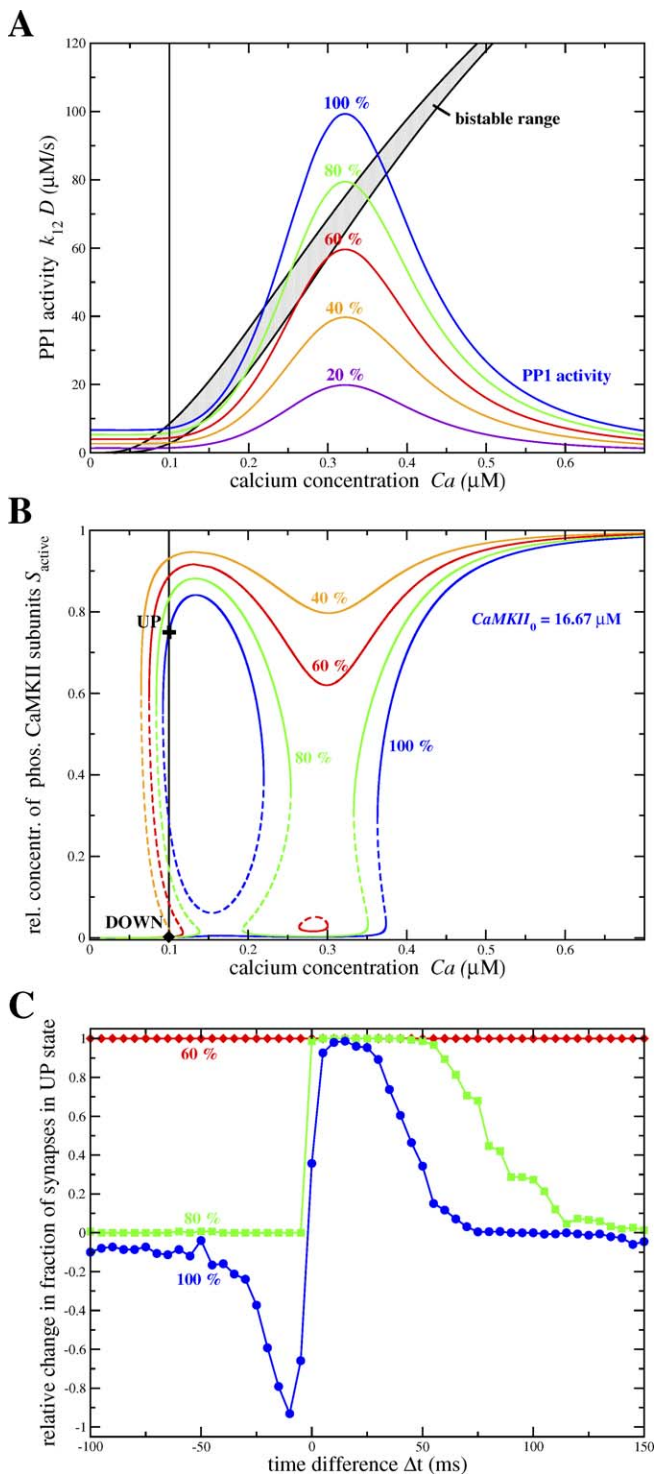 A
120
100
80
60
40
20
0
PP1 activity k12 D (µM/s)
100 %
80 %
60 %
40 %
20 %
bistable range
PP1 activity
0 0.1 0.2 0.3 0.4 0.5 0.6
calcium concentration Ca (µM)
B
1
0.8
0.6
0.4
0.2
0
rel. concentr. of phos. CaMKII subunits Sactive
40 %
UP
CaMKII0 = 16.67 µM
60 %
80 %
100 %
DOWN
0 0.1 0.2 0.3 0.4 0.5 0.6
calcium concentration Ca (µM)
C
1
0.8
0.6
0.4
0.2
0
-0.2
-0.4
-0.6
-0.8
-1
relative change in fraction of synapses in UP state
60 %
80 %
100 %
-100 -50 0 50 100 150
time difference Δt (ms)